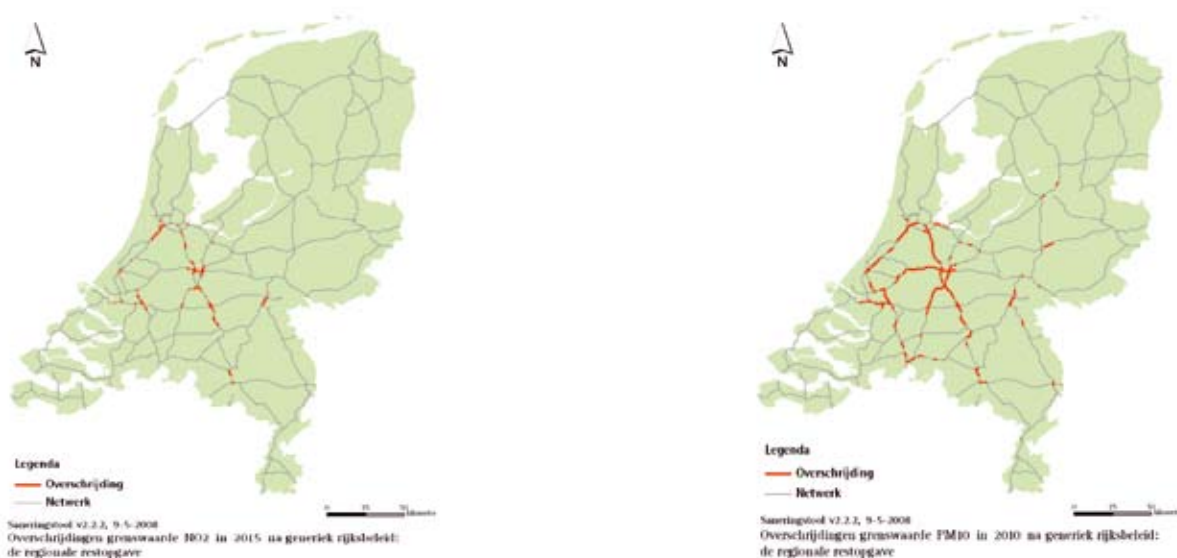 N
Legenda
Overschrijding
Netwerk
Saneringstool v2.2.2, 9-5-2008
Overschrijdingen grenswaarde NO2 in 2015 na generiek rijksbeleid:
de regionale restopgave
N
Legenda
Overschrijding
Netwerk
Saneringstool v2.2.2, 9-5-2008
Overschrijdingen grenswaarde PM10 in 2010 na generiek rijksbeleid:
de regionale restopgave